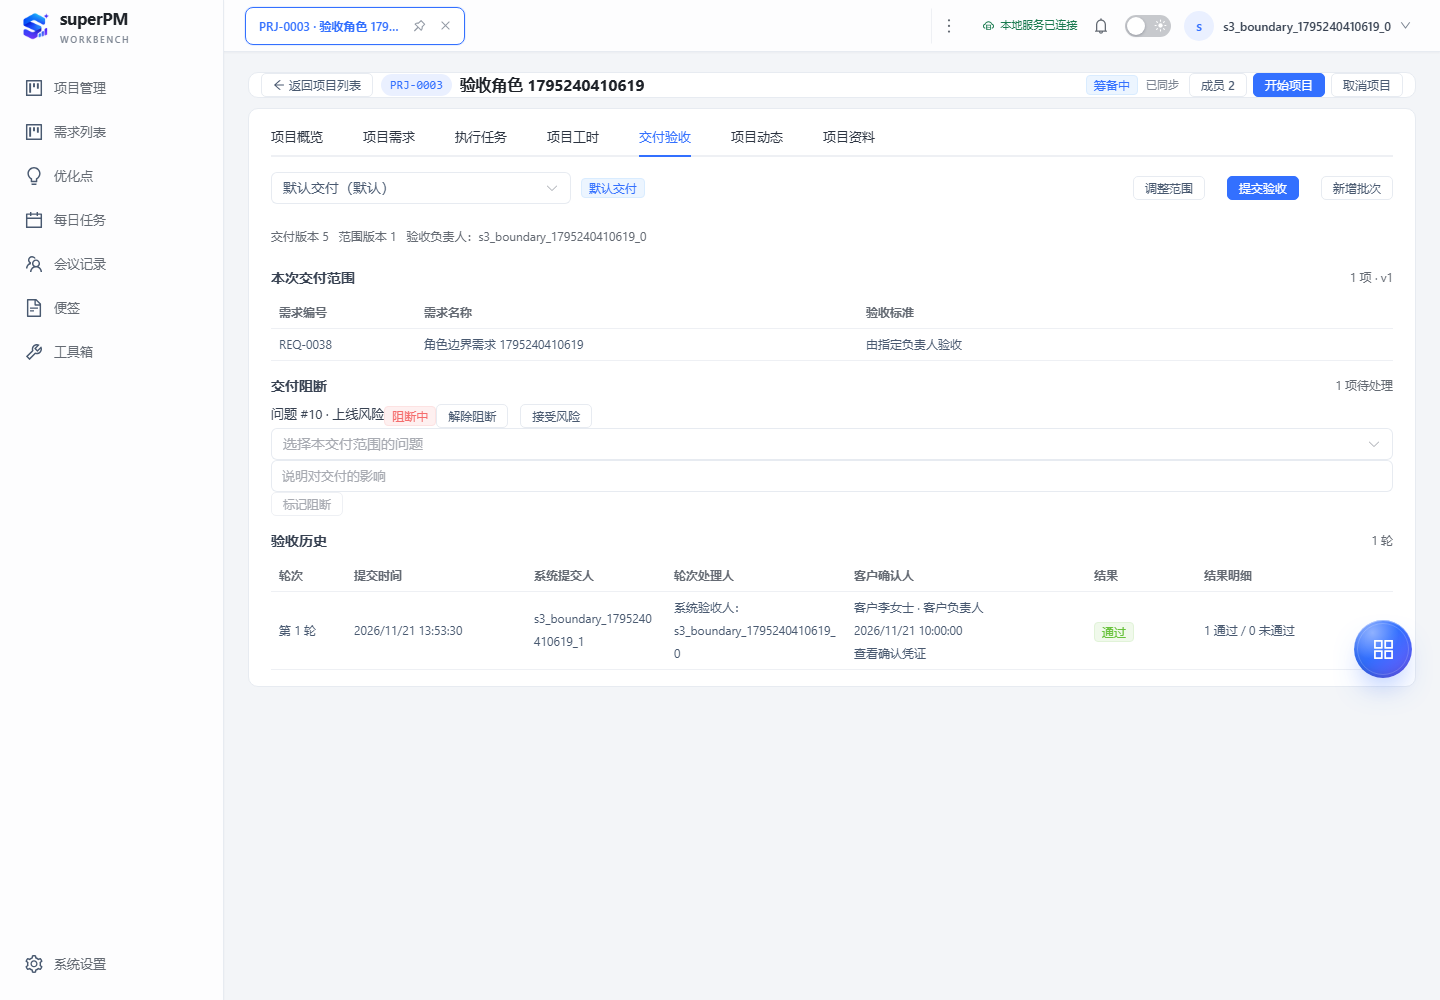 superPM
WORKBENCH
项目管理
需求列表
优化点
每日任务
会议记录
便签
工具箱
系统设置
PRJ-0003 · 验收角色 179...
本地服务已连接
s
s3_boundary_1795240410619_0
返回项目列表
PRJ-0003
验收角色 1795240410619
筹备中
已同步
成员 2
开始项目
取消项目
项目概览
项目需求
执行任务
项目工时
交付验收
项目动态
项目资料
默认交付（默认）
默认交付
调整范围
提交验收
新增批次
交付版本 5 范围版本 1 验收负责人：s3_boundary_1795240410619_0
本次交付范围
1 项 · v1
需求编号 需求名称 验收标准
REQ-0038 角色边界需求 1795240410619 由指定负责人验收
交付阻断
1 项待处理
问题 #10 · 上线风险 阻断中 解除阻断 接受风险
选择本交付范围的问题
说明对交付的影响
标记阻断
验收历史
1 轮
轮次 提交时间 系统提交人 轮次处理人 客户确认人 结果 结果明细
第 1 轮
2026/11/21 13:53:30
s3_boundary_1795240
410619_1
系统验收人：
s3_boundary_1795240410619_
0
客户李女士 · 客户负责人
2026/11/21 10:00:00
查看确认凭证
通过
1 通过 / 0 未通过